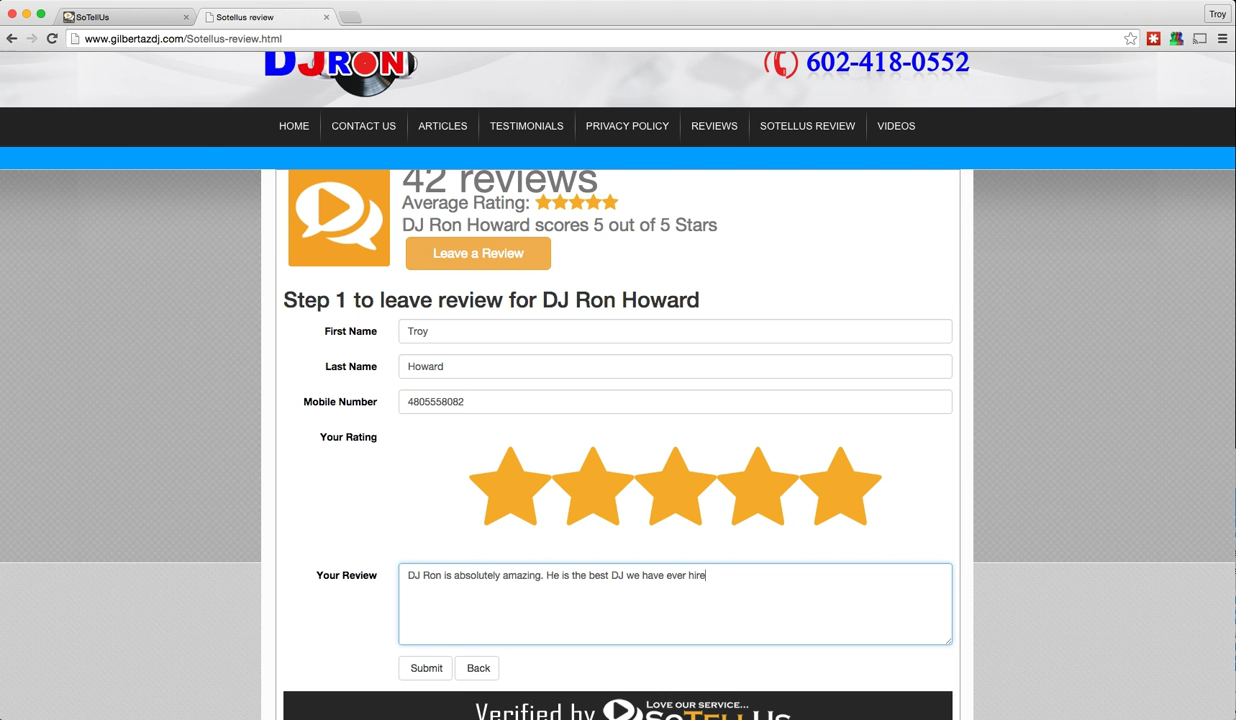 SoTellUs
Sotellus review
Troy
www.gilbertazdj.com/Sotellus-review.html
DJRON
602-418-0552
HOME CONTACT US ARTICLES TESTIMONIALS PRIVACY POLICY REVIEWS SOTELLUS REVIEW VIDEOS
42 reviews
Average Rating:
DJ Ron Howard scores 5 out of 5 Stars
Leave a Review
Step 1 to leave review for DJ Ron Howard
First Name Troy
Last Name Howard
Mobile Number 4805558082
Your Rating
Your Review DJ Ron is absolutely amazing. He is the best DJ we have ever hire
Submit Back
LOVE OUR SERVICE...
Verified by SoTellUs